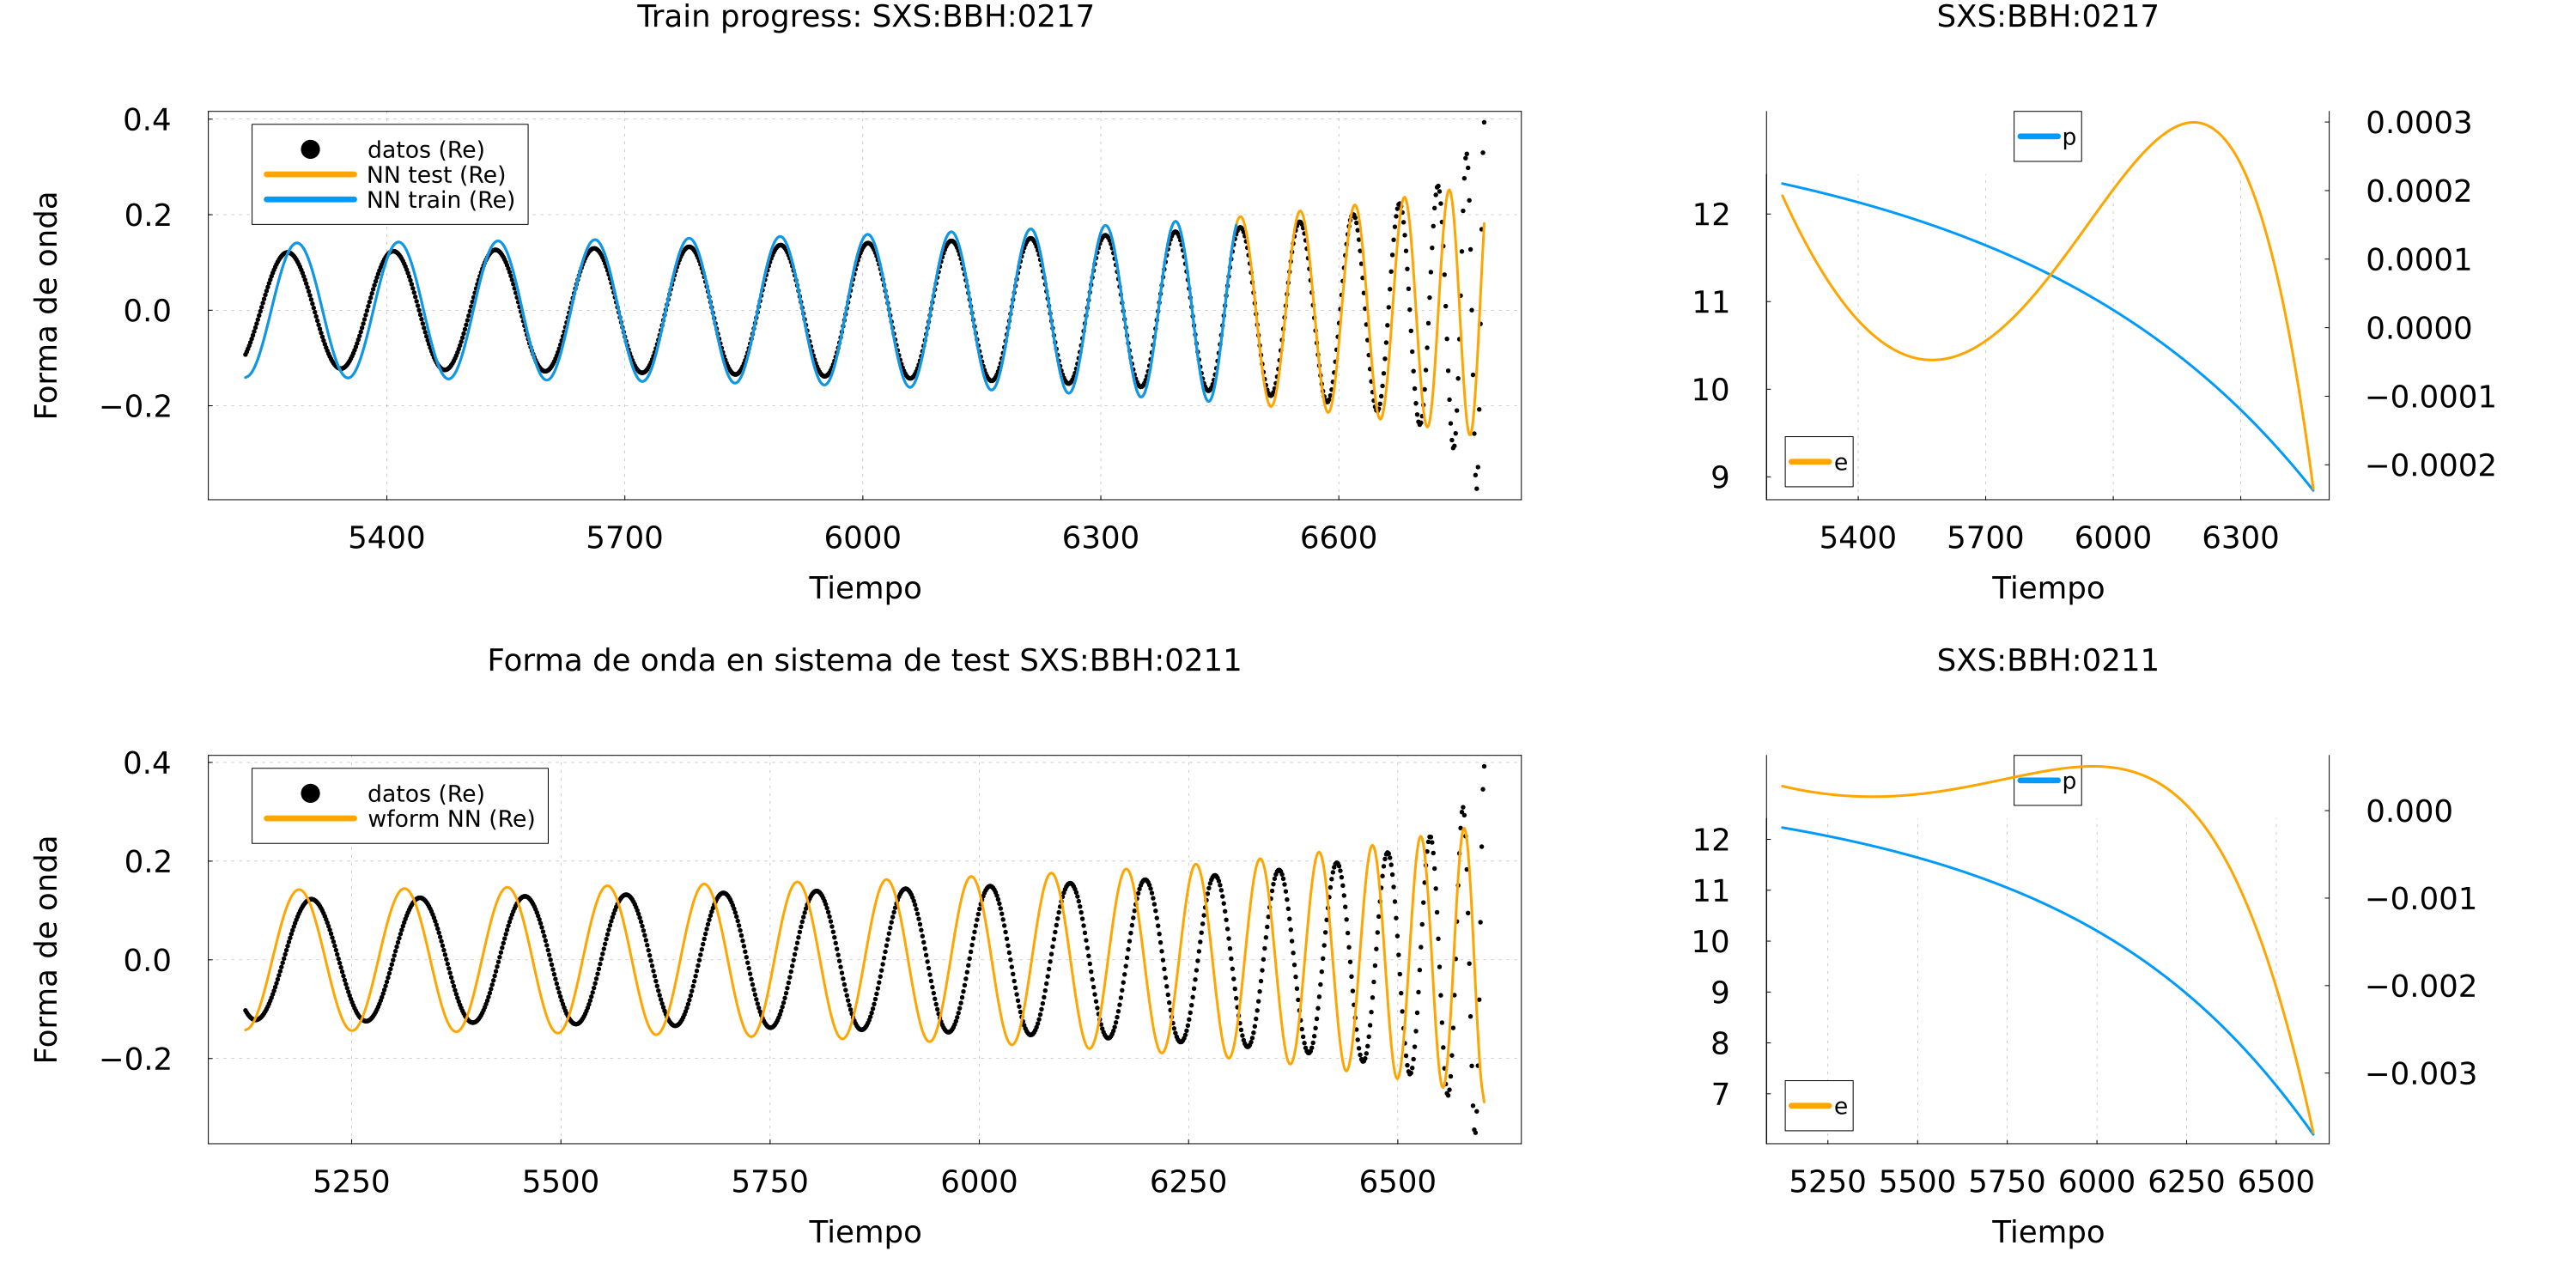 Train progress: SXS:BBH:0217
Forma de onda
0.4
0.2
0.0
−0.2
datos (Re)
NN test (Re)
NN train (Re)
5400 5700 6000 6300 6600
Tiempo
SXS:BBH:0217
12
11
10
9
p
e
0.0003
0.0002
0.0001
0.0000
−0.0001
−0.0002
5400 5700 6000 6300
Tiempo
Forma de onda en sistema de test SXS:BBH:0211
Forma de onda
0.4
0.2
0.0
−0.2
datos (Re)
wform NN (Re)
5250 5500 5750 6000 6250 6500
Tiempo
SXS:BBH:0211
12
11
10
9
8
7
p
e
0.000
−0.001
−0.002
−0.003
5250 5500 5750 6000 6250 6500
Tiempo